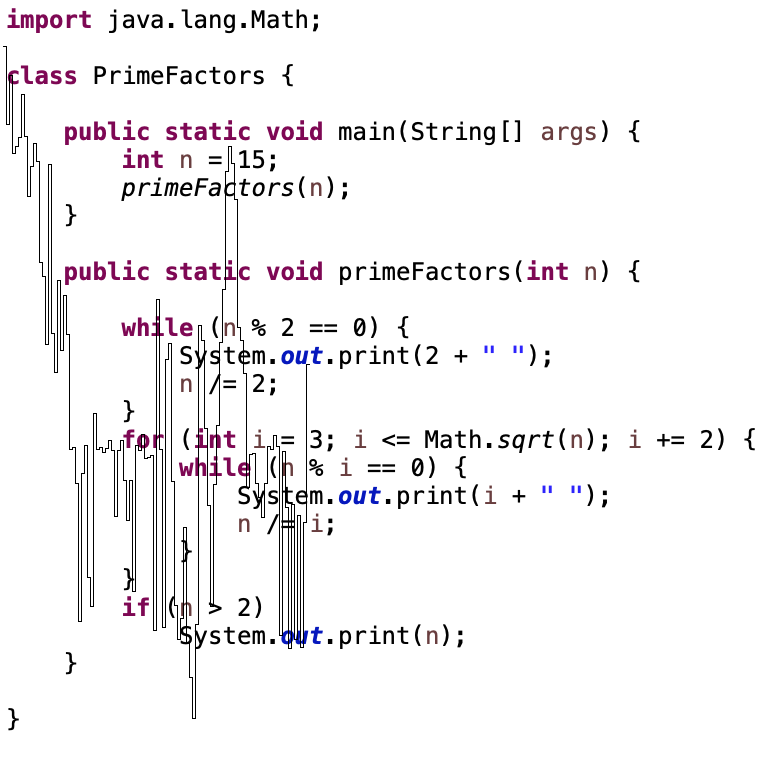 import java.lang.Math;
class PrimeFactors {
public static void main(String[] args) {
int n = 15;
primeFactors(n);
}
public static void primeFactors(int n) {
while (n % 2 == 0) {
System.out.print(2 + " ");
n /= 2;
}
for (int i = 3; i <= Math.sqrt(n); i += 2) {
while (n % i == 0) {
System.out.print(i + " ");
n /= i;
}
}
if (n > 2)
System.out.print(n);
}
}